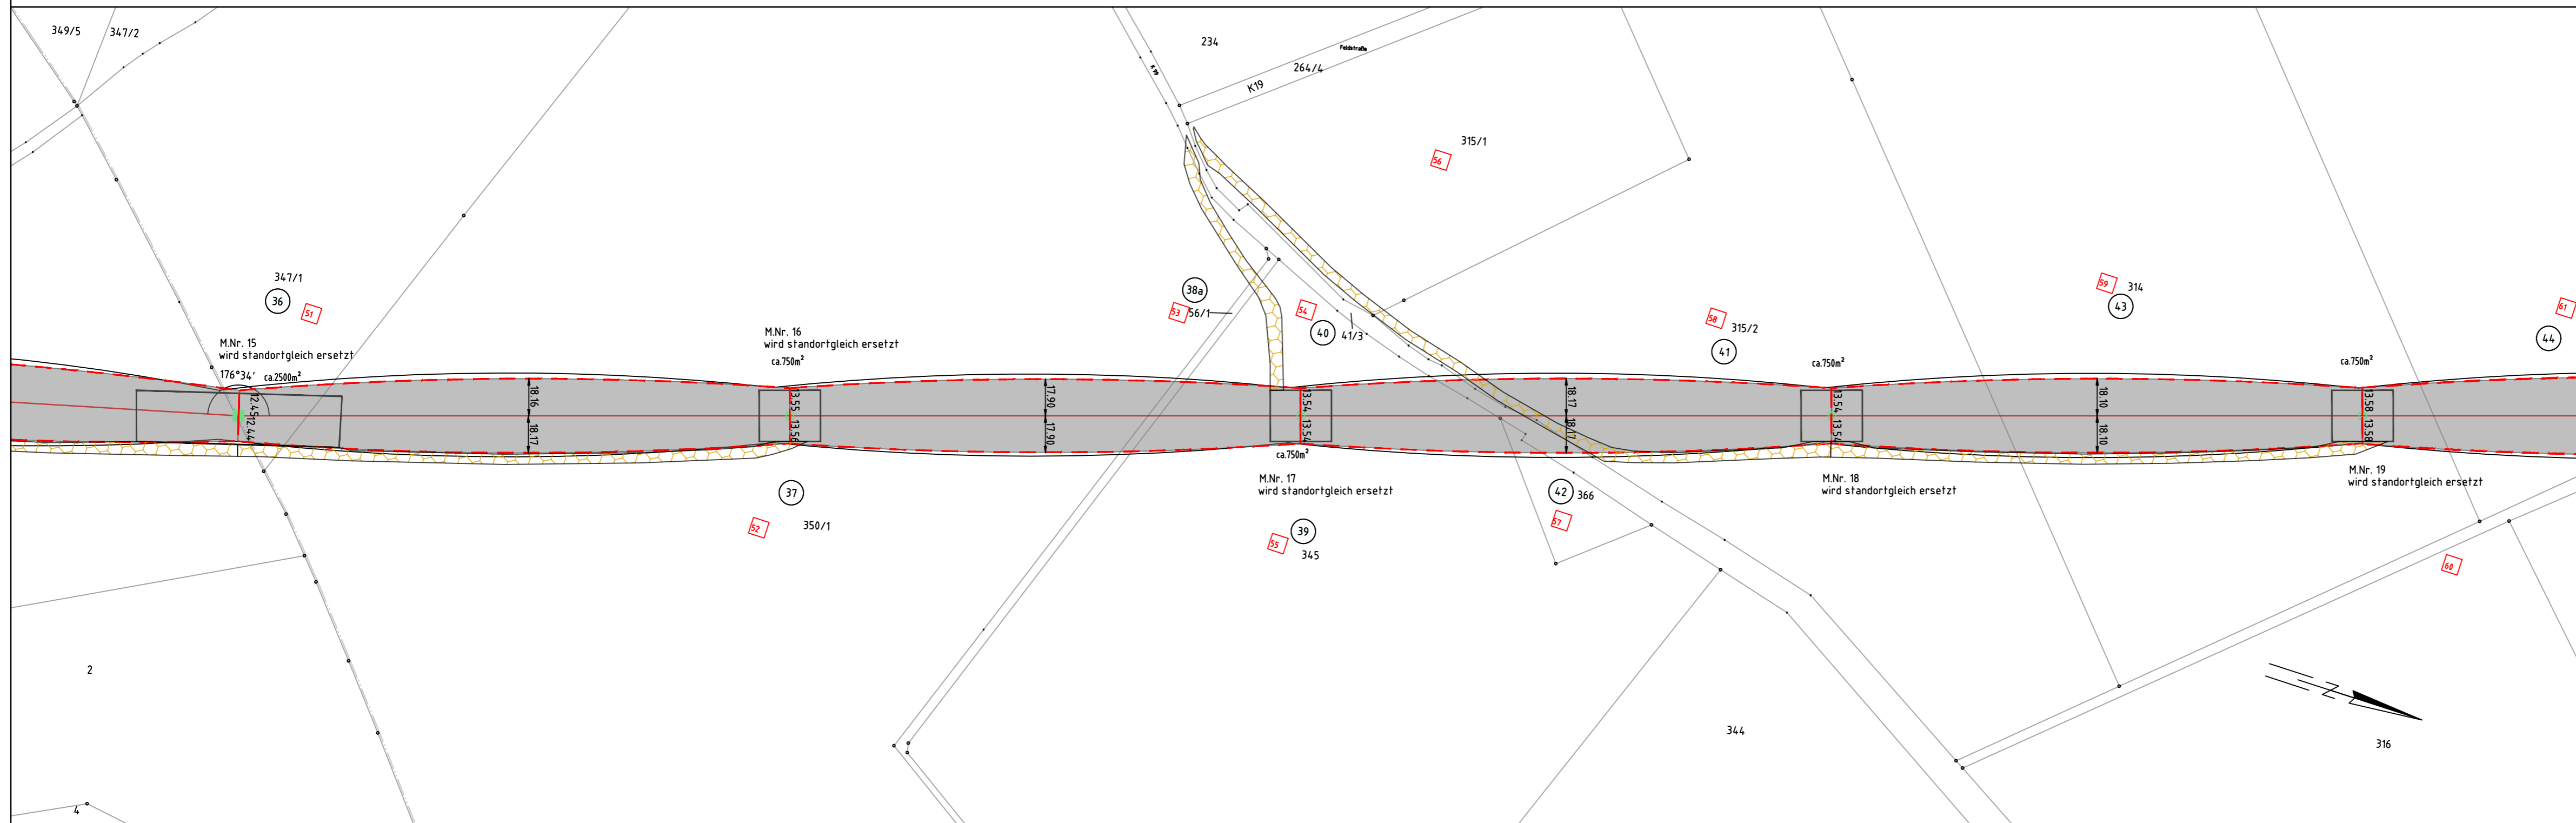 349/5
347/2
234
Feldstraße
264/4
K19
K 99
315/1
56
347/1
36
51
38a
53
56/1
54
40
41/3
58
315/2
41
59
314
43
61
44
M.Nr. 15
wird standortgleich ersetzt
176°34'
ca.2500m²
M.Nr. 16
wird standortgleich ersetzt
ca.750m²
ca.750m²
ca.750m²
12.45
12.44
18.16
18.17
13.55
13.56
17.90
17.90
13.54
13.54
18.17
18.17
13.54
13.54
18.10
18.10
13.58
13.58
ca.750m²
M.Nr. 17
wird standortgleich ersetzt
M.Nr. 18
wird standortgleich ersetzt
M.Nr. 19
wird standortgleich ersetzt
37
52
350/1
39
55
345
42
366
57
60
2
344
316
4